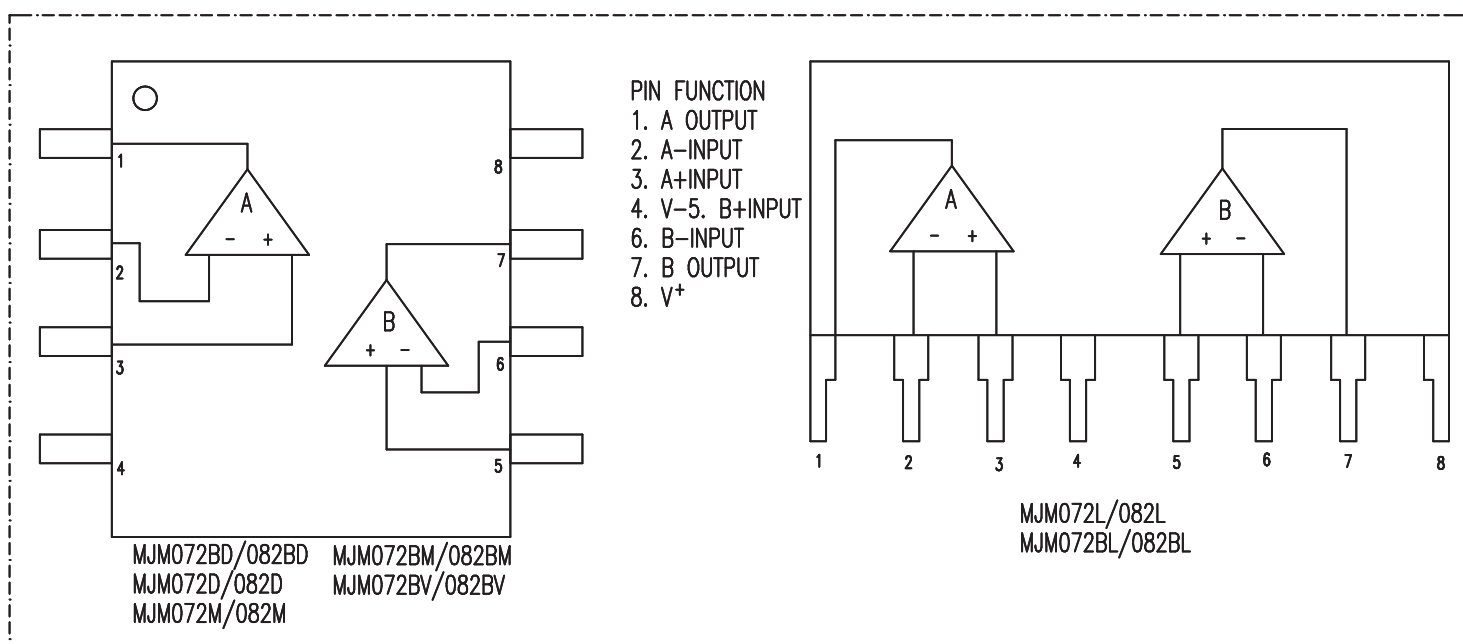 A
- +
1
2
3
4
B
+ -
8
7
6
5
MJM072BD/082BD MJM072BM/082BM
MJM072D/082D MJM072BV/082BV
MJM072M/082M
PIN FUNCTION
1. A OUTPUT
2. A-INPUT
3. A+INPUT
4. V-5. B+INPUT
6. B-INPUT
7. B OUTPUT
8. V+
A
- +
B
+ -
1 2 3 4 5 6 7 8
MJM072L/082L
MJM072BL/082BL